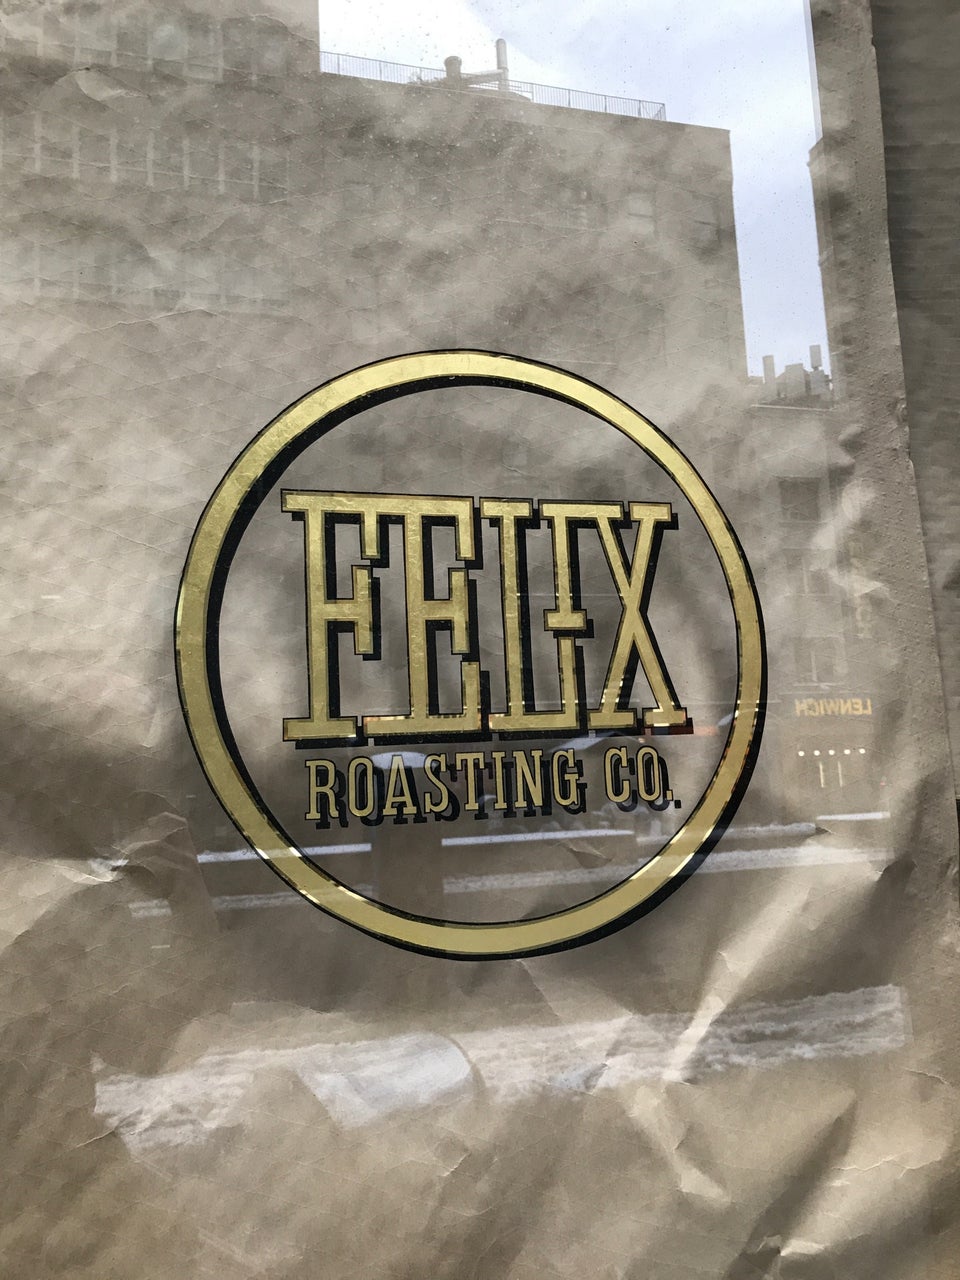 FELIX
ROASTING CO.
LENWICH